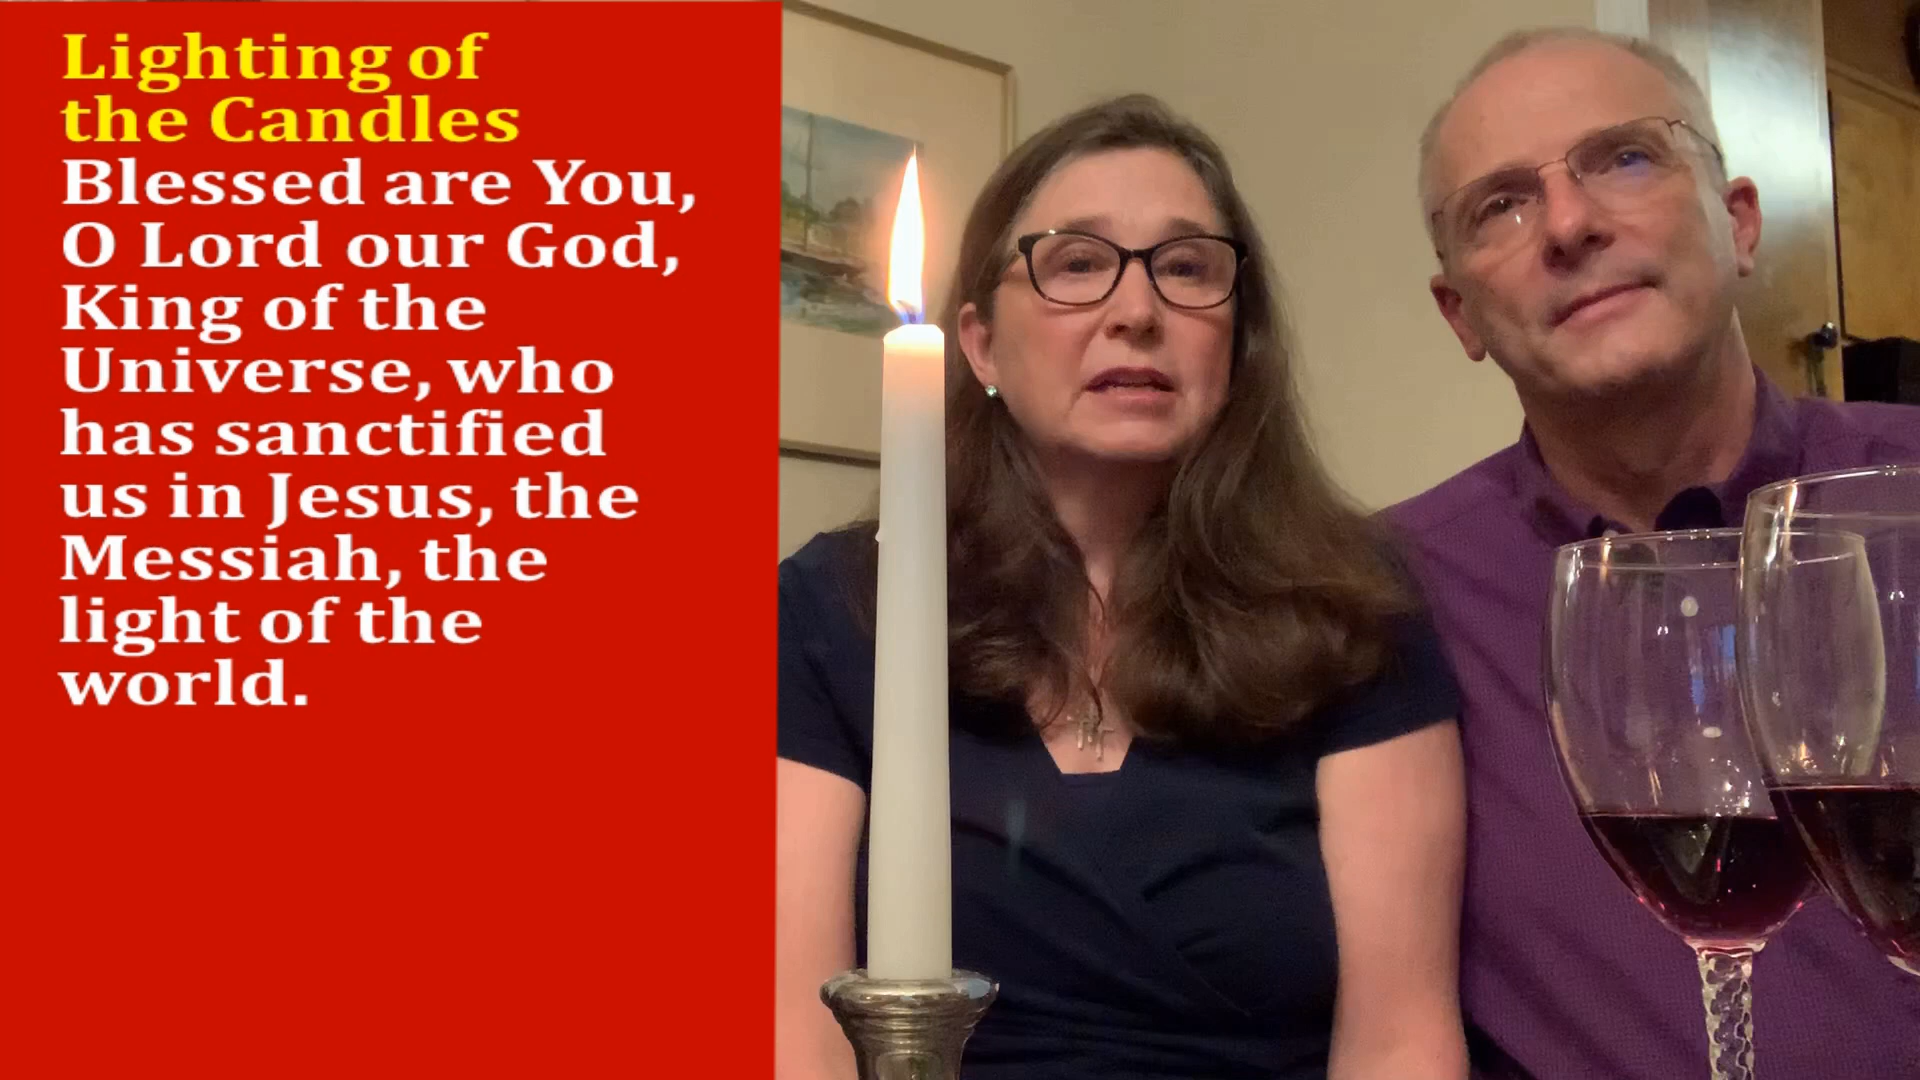 Lighting of
the Candles
Blessed are You,
O Lord our God,
King of the
Universe, who
has sanctified
us in Jesus, the
Messiah, the
light of the
world.